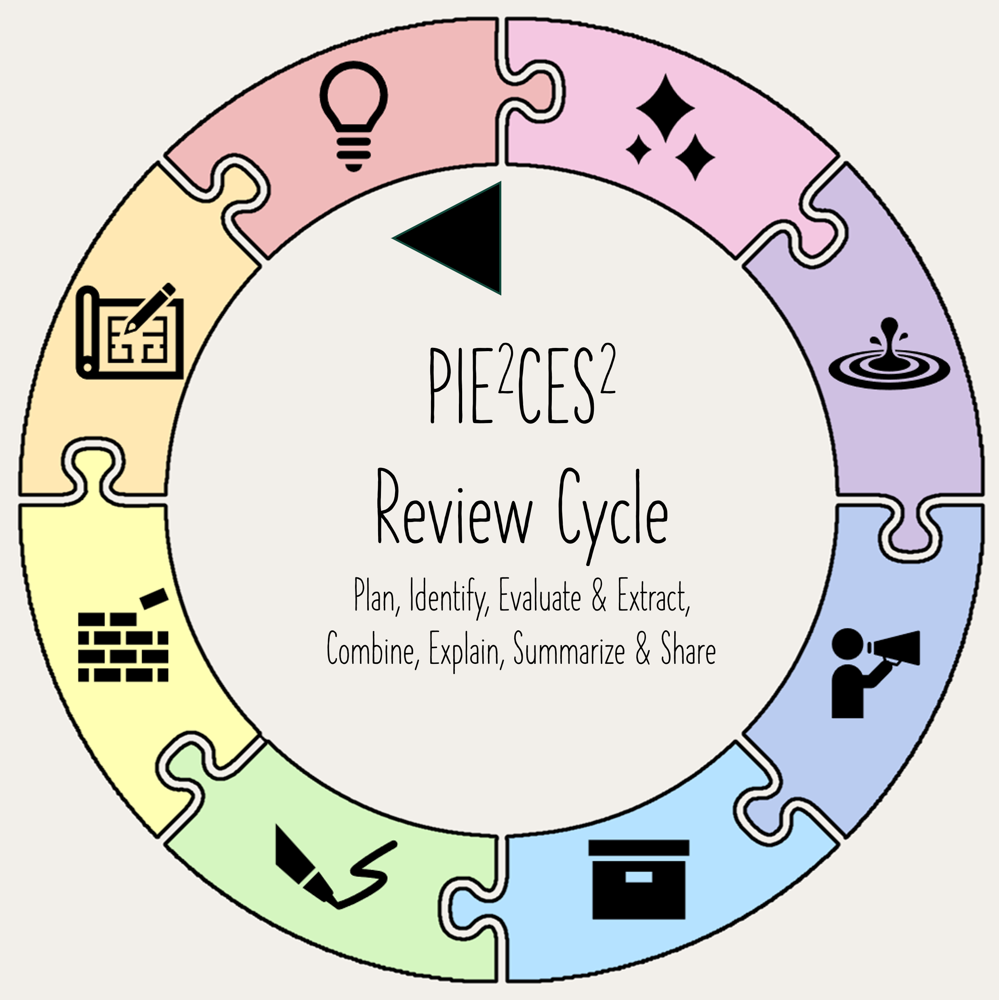 PIE²CES²
Review Cycle
Plan, Identify, Evaluate & Extract,
Combine, Explain, Summarize & Share